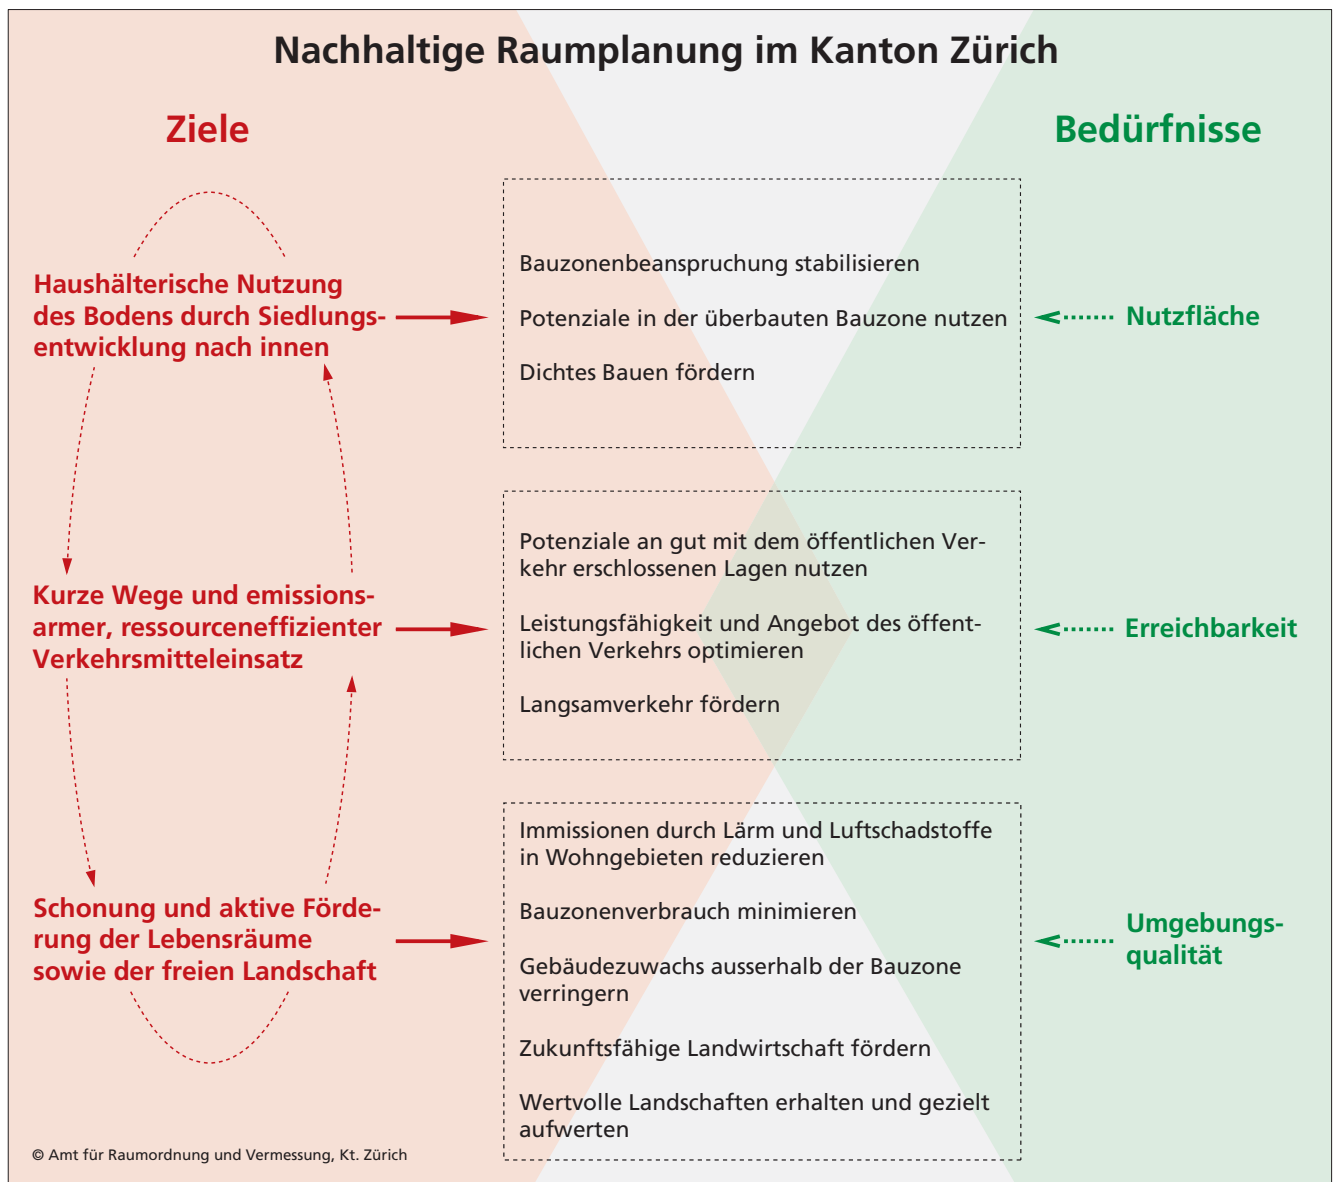 Nachhaltige Raumplanung im Kanton Zürich
Ziele
Bedürfnisse
Haushälterische Nutzung
des Bodens durch Siedlungs-
entwicklung nach innen
Bauzonenbeanspruchung stabilisieren
Potenziale in der überbauten Bauzone nutzen
Dichtes Bauen fördern
Nutzfläche
Kurze Wege und emissions-
armer, ressourceneffizienter
Verkehrsmitteleinsatz
Potenziale an gut mit dem öffentlichen Ver-
kehr erschlossenen Lagen nutzen
Leistungsfähigkeit und Angebot des öffent-
lichen Verkehrs optimieren
Langsamverkehr fördern
Erreichbarkeit
Schonung und aktive Förde-
rung der Lebensräume
sowie der freien Landschaft
Immissionen durch Lärm und Luftschadstoffe
in Wohngebieten reduzieren
Bauzonenverbrauch minimieren
Gebäudezuwachs ausserhalb der Bauzone
verringern
Zukunftsfähige Landwirtschaft fördern
Wertvolle Landschaften erhalten und gezielt
aufwerten
Umgebungs-
qualität
© Amt für Raumordnung und Vermessung, Kt. Zürich